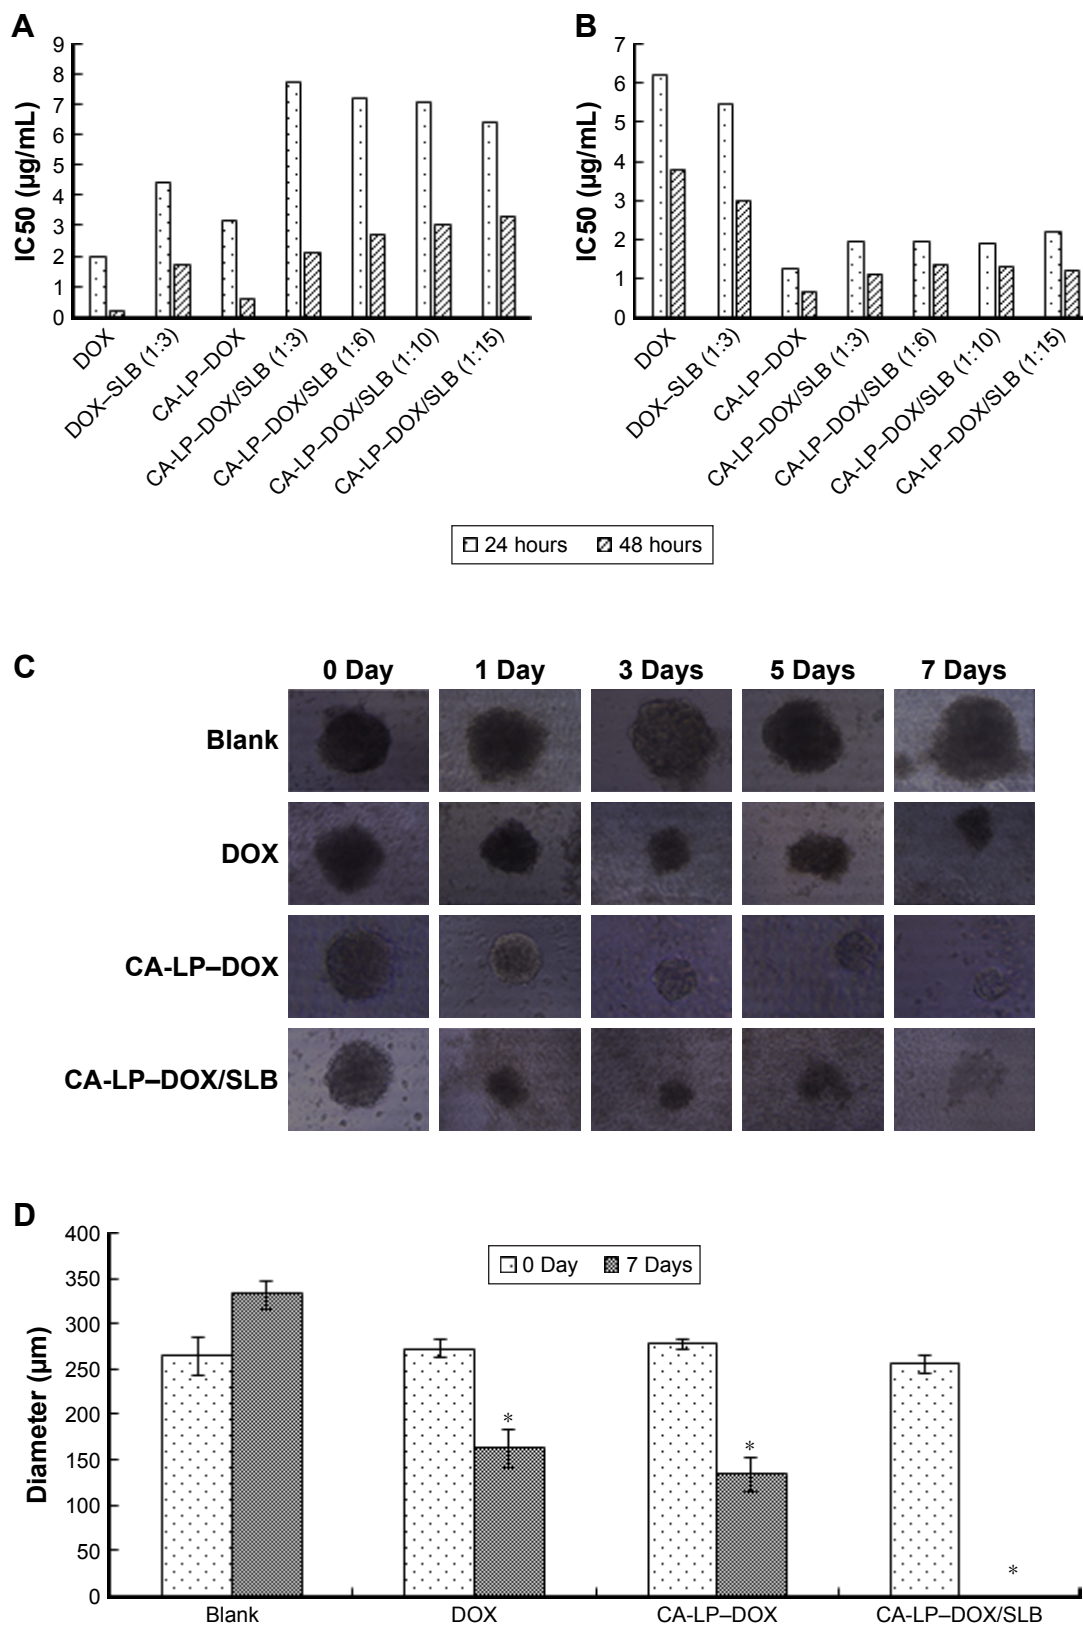 A
B
9
8
7
6
5
4
3
2
1
0
IC50 (µg/mL)
DOX
DOX–SLB (1:3)
CA-LP–DOX
CA-LP–DOX/SLB (1:3)
CA-LP–DOX/SLB (1:6)
CA-LP–DOX/SLB (1:10)
CA-LP–DOX/SLB (1:15)
7
6
5
4
3
2
1
0
IC50 (µg/mL)
DOX
DOX–SLB (1:3)
CA-LP–DOX
CA-LP–DOX/SLB (1:3)
CA-LP–DOX/SLB (1:6)
CA-LP–DOX/SLB (1:10)
CA-LP–DOX/SLB (1:15)
24 hours 48 hours
C
0 Day 1 Day 3 Days 5 Days 7 Days
Blank
DOX
CA-LP–DOX
CA-LP–DOX/SLB
D
400
350
300
250
200
150
100
50
0
Diameter (µm)
0 Day 7 Days
*
*
*
Blank DOX CA-LP–DOX CA-LP–DOX/SLB